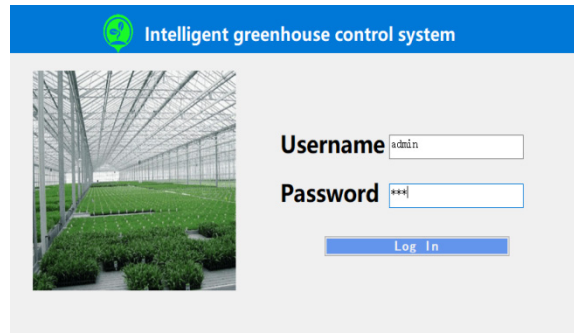 Intelligent greenhouse control system
Username admin
Password ***
Log In